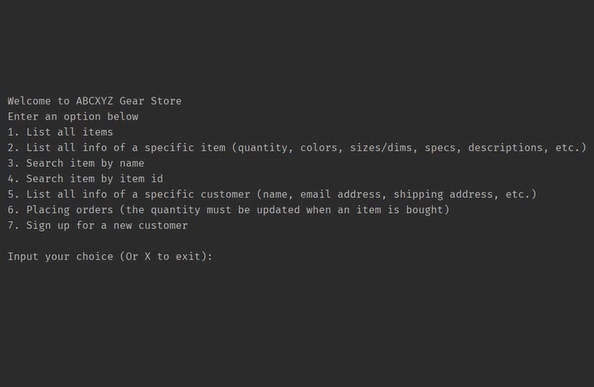 Welcome to ABCXYZ Gear Store
Enter an option below
1. List all items
2. List all info of a specific item (quantity, colors, sizes/dims, specs, descriptions, etc.)
3. Search item by name
4. Search item by item id
5. List all info of a specific customer (name, email address, shipping address, etc.)
6. Placing orders (the quantity must be updated when an item is bought)
7. Sign up for a new customer
Input your choice (Or X to exit):